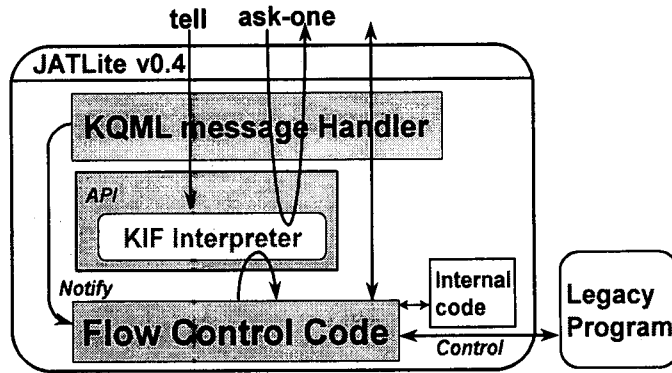 tell ask-one
JATLite v0.4
KQML message Handler
API
KIF Interpreter
Notify
Internal
code
Flow Control Code
Control
Legacy
Program